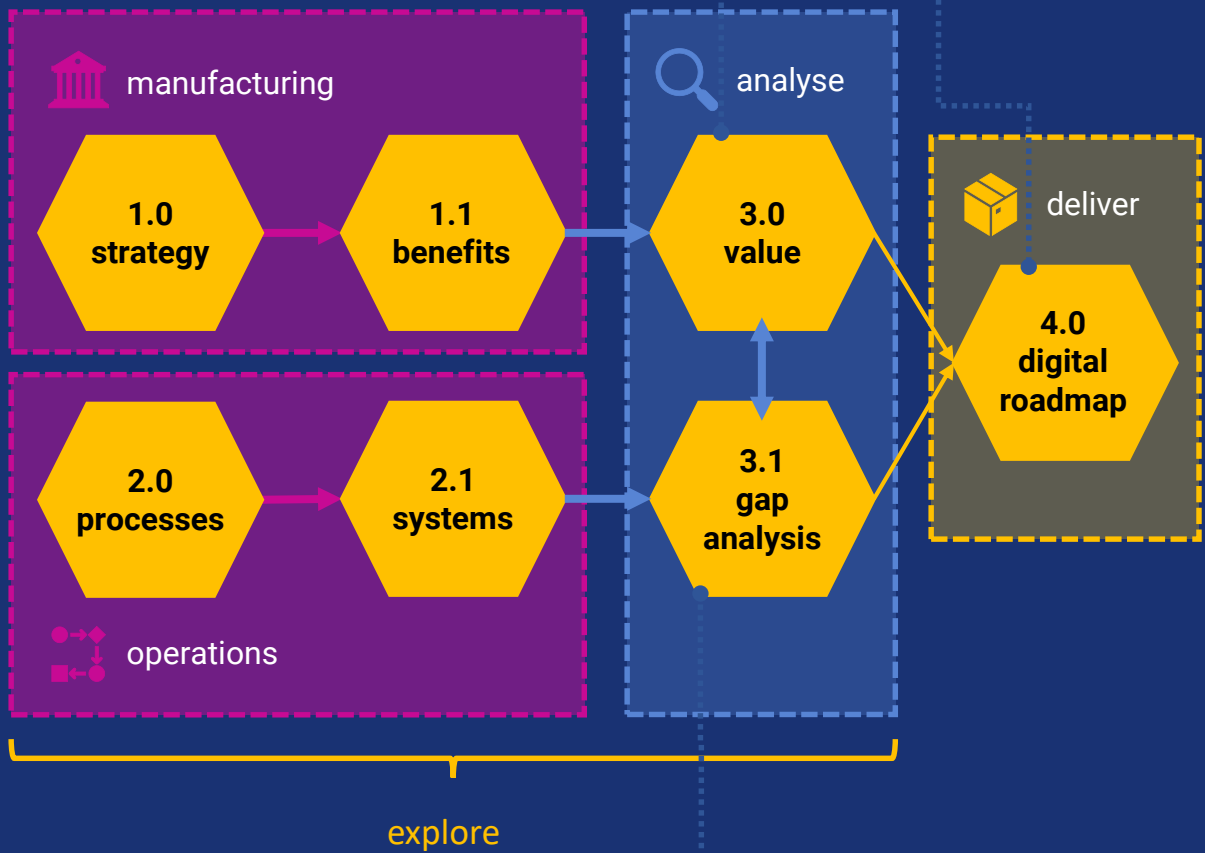 manufacturing
1.0
strategy
1.1
benefits
2.0
processes
2.1
systems
operations
analyse
3.0
value
3.1
gap
analysis
deliver
4.0
digital
roadmap
explore